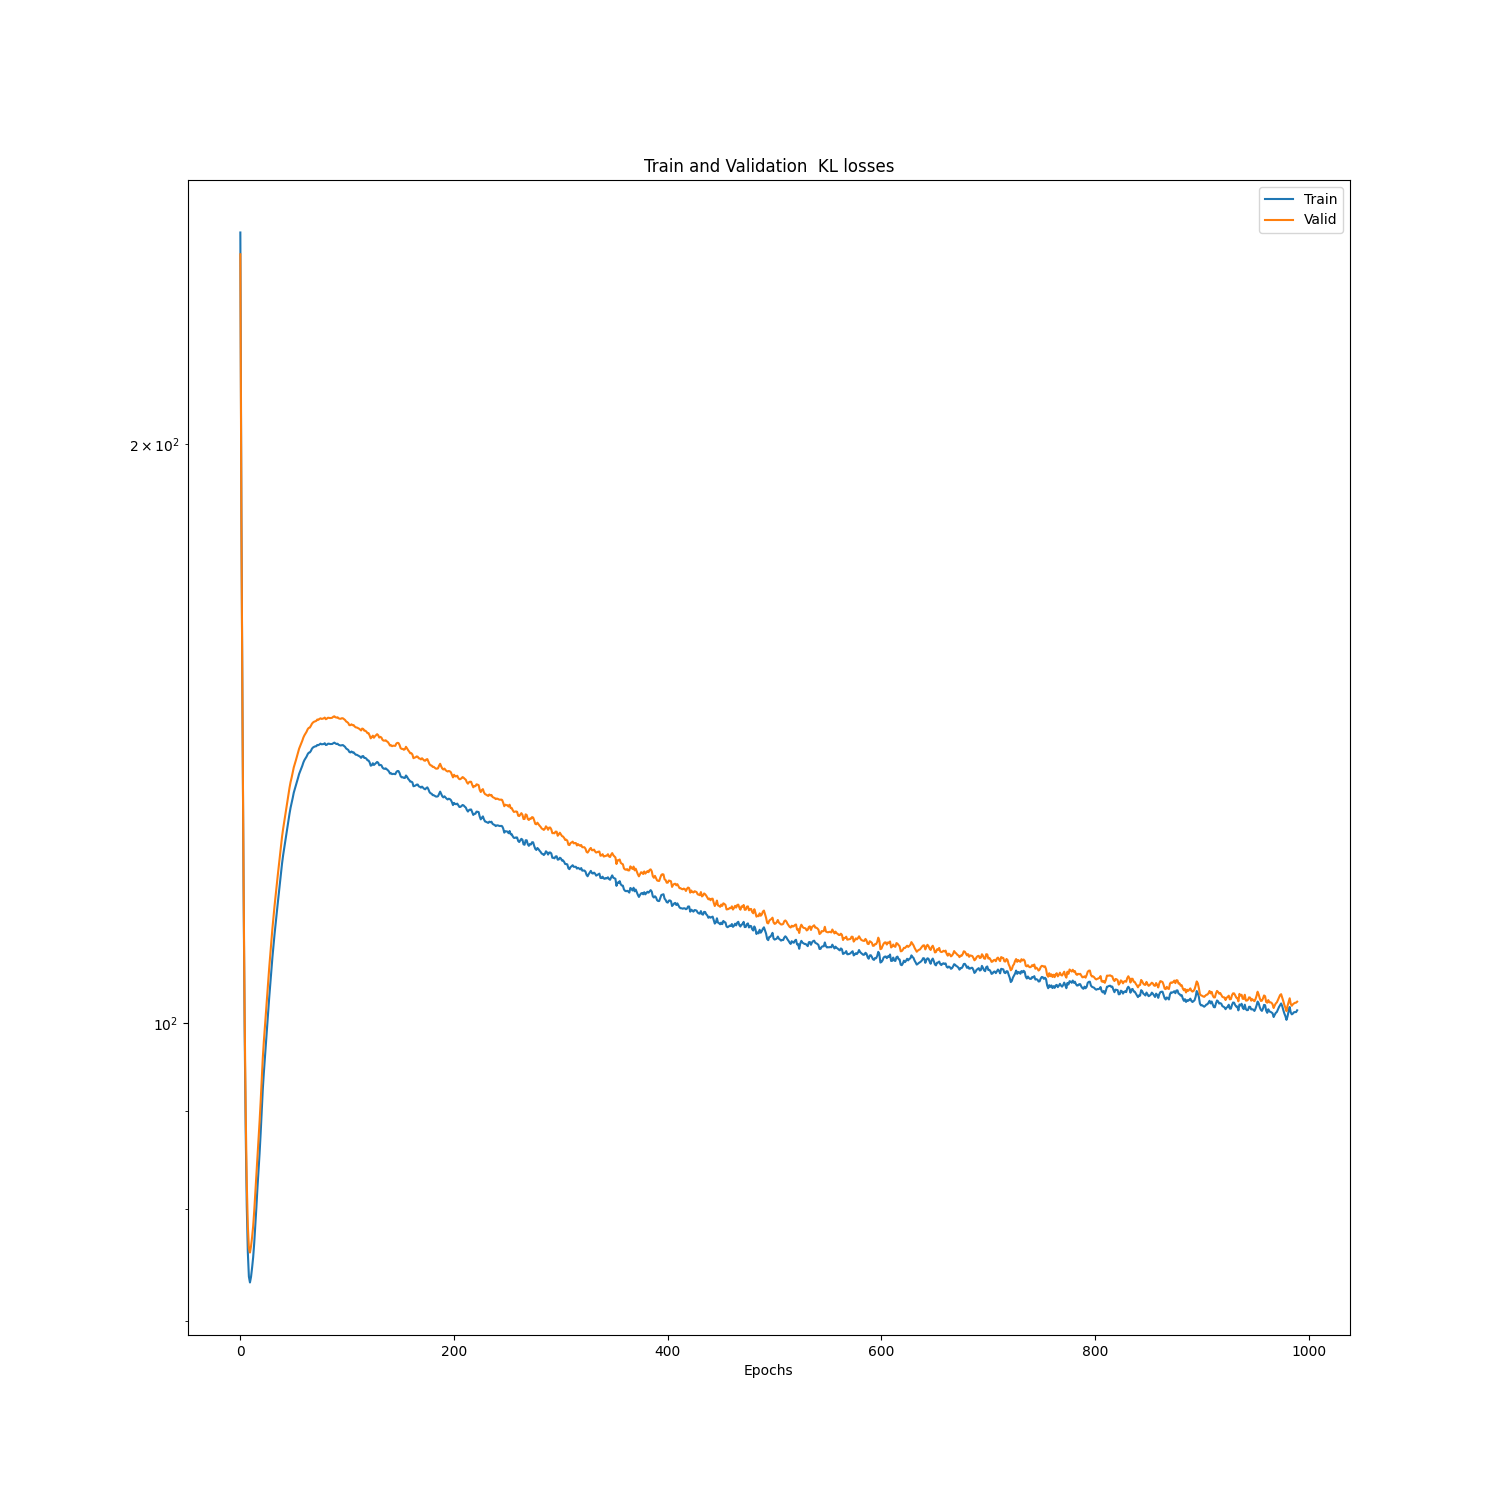 Train and Validation  KL losses
Train
Valid
2 × 10²
10²
0 200 400 600 800 1000
Epochs